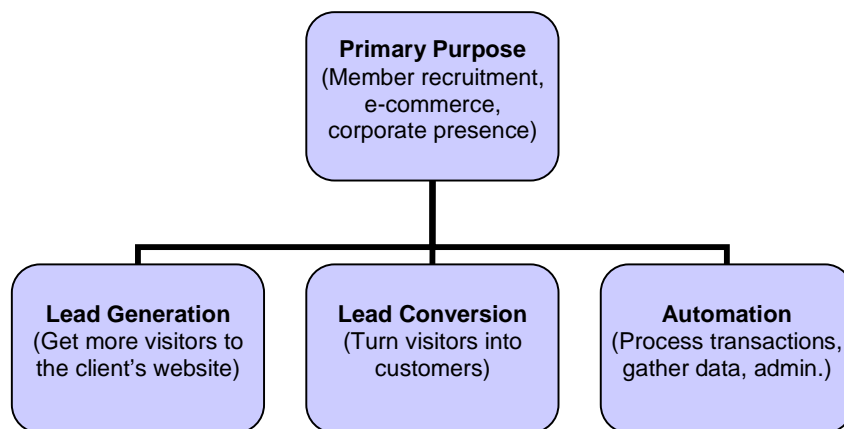 Primary Purpose
(Member recruitment,
e-commerce,
corporate presence)
Lead Generation
(Get more visitors to
the client’s website)
Lead Conversion
(Turn visitors into
customers)
Automation
(Process transactions,
gather data, admin.)